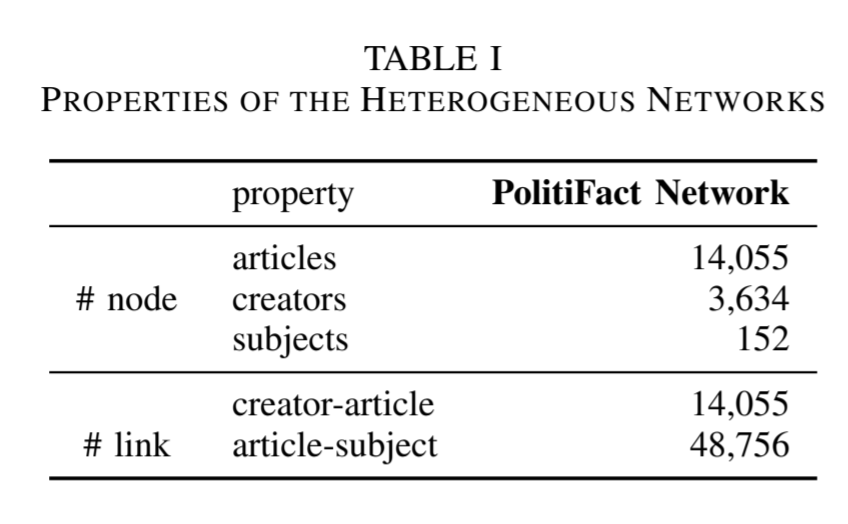 TABLE I
PROPERTIES OF THE HETEROGENEOUS NETWORKS
property PolitiFact Network
articles 14,055
# node creators 3,634
subjects 152
creator-article 14,055
# link article-subject 48,756